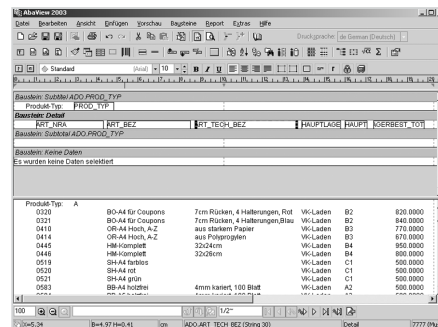 AbaView 2003
Datei Bearbeiten Ansicht Einfügen Vorschau Bausteine Report Extras Hilfe
Drucksprache: de German (Deutsch)
Standard (Arial) 10 B I U
Baustein: Subtitel ADO.PROD_TYP
Produkt-Typ: PROD_TYP
Baustein: Detail
ART_NRA ART_BEZ ART_TECH_BEZ HAUPTLAGE HAUPT GERBEST_TOT
Baustein: Subtotal ADO.PROD_TYP
Baustein: Keine Daten
Es wurden keine Daten selektiert
Produkt-Typ: A
0320 BO-A4 für Coupons 7cm Rücken, 4 Halterungen, Rot VK-Laden B2 820.0000
0321 BO-A4 für Coupons 7cm Rücken, 4 Halterungen,Blau VK-Laden B2 840.0000
0410 OR-A4 Hoch, A-Z aus starkem Papier VK-Laden B3 770.0000
0413 OR-A4 Hoch, A-Z aus Polyproyglen VK-Laden B3 670.0000
0445 HM-Komplett 32x24cm VK-Laden B4 950.0000
0446 HM-Komplett 32x26cm VK-Laden B4 800.0000
0519 SH-A4 farblos VK-Laden C1 500.0000
0520 SH-A4 rot VK-Laden C1 500.0000
0521 SH-A4 grün VK-Laden C1 500.0000
0583 BB-A4 holzfrei 4mm kariert, 100 Blatt VK-Laden C2 500.0000
100 1/2
X=5.34 B=4.97 H=0.41 cm ADO.ART_TECH_BEZ (String 30) Detail 7777 (Mu